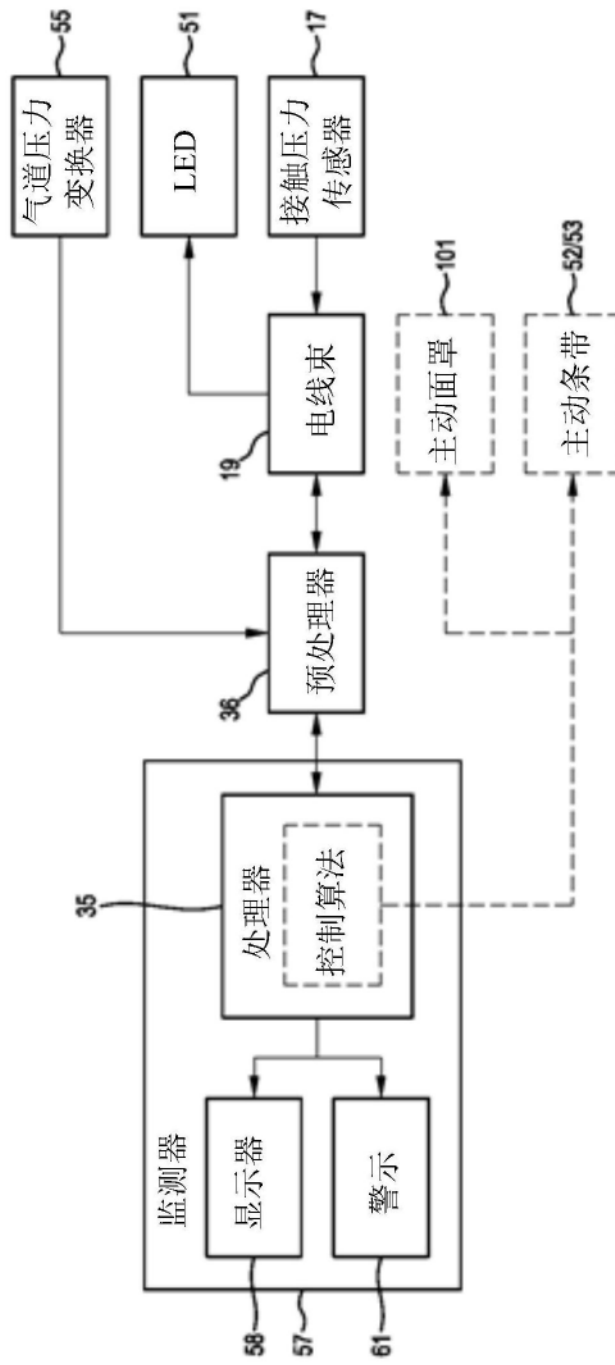 监测器
显示器
58
57
警示
61
35
处理器
控制算法
预处理器
36
电线束
19
气道压力
变换器
55
LED
51
接触压力
传感器
17
主动面罩
101
主动条带
52/53